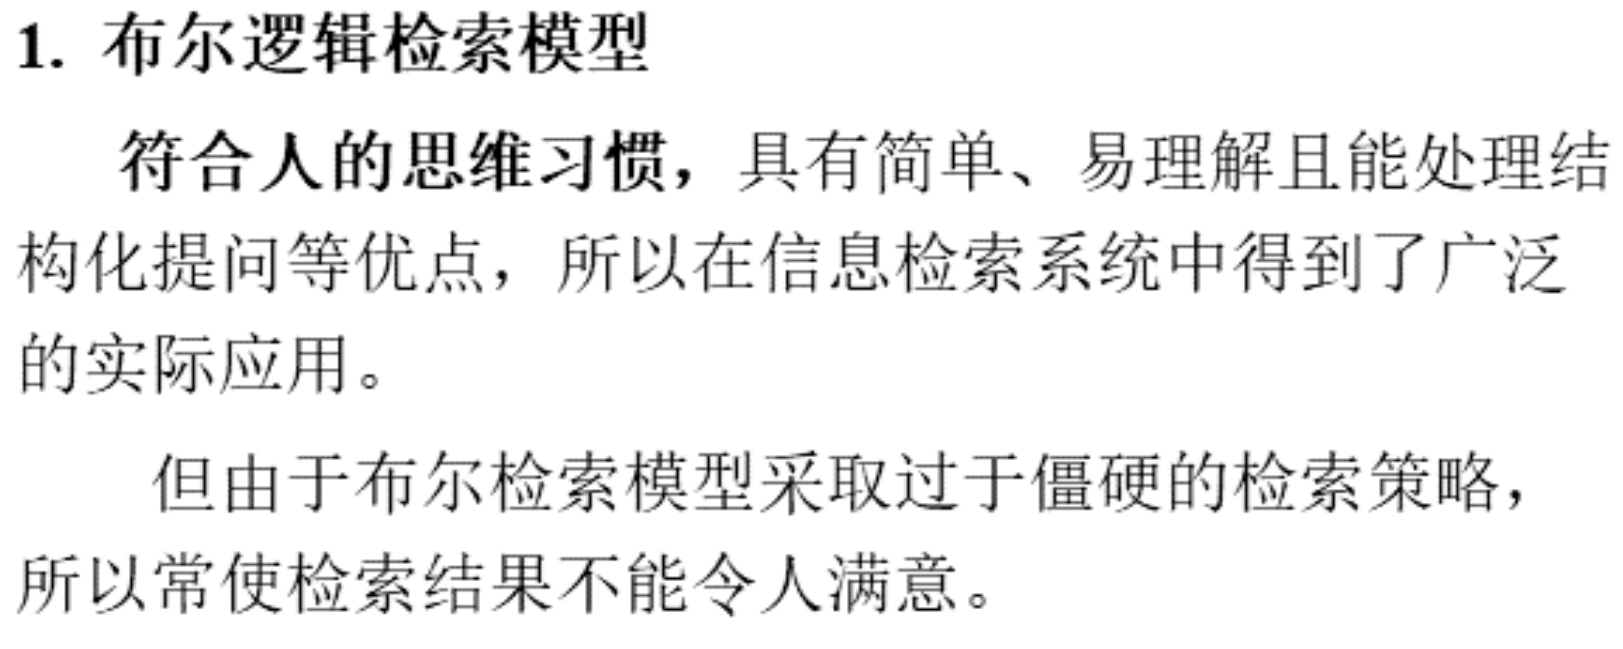 1. 布尔逻辑检索模型
符合人的思维习惯，具有简单、易理解且能处理结
构化提问等优点，所以在信息检索系统中得到了广泛
的实际应用。
但由于布尔检索模型采取过于僵硬的检索策略，
所以常使检索结果不能令人满意。